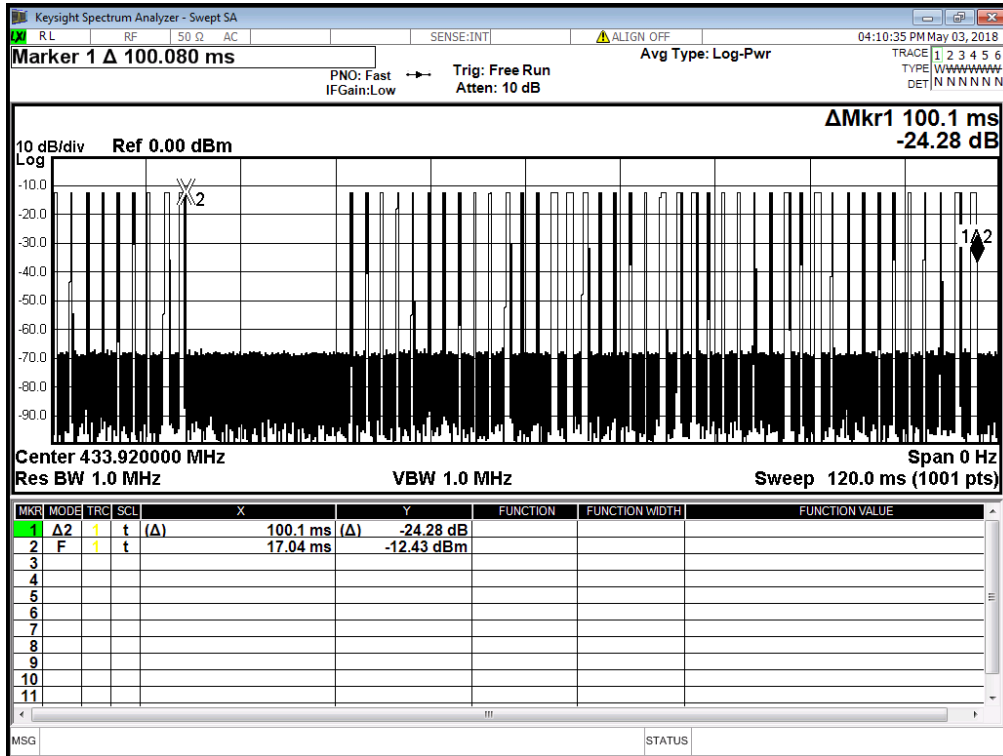 Keysight Spectrum Analyzer - Swept SA
LXI RL RF 50 Ω AC SENSE:INT ALIGN OFF 04:10:35 PM May 03, 2018
Marker 1 Δ 100.080 ms
PNO: Fast
IFGain:Low
Trig: Free Run
Atten: 10 dB
Avg Type: Log-Pwr
TRACE 1 2 3 4 5 6
TYPE WWWWWW
DET N N N N N N
ΔMkr1 100.1 ms
-24.28 dB
10 dB/div Ref 0.00 dBm
Log
-10.0
-20.0
-30.0
-40.0
-50.0
-60.0
-70.0
-80.0
-90.0
2
1Δ2
Center 433.920000 MHz Span 0 Hz
Res BW 1.0 MHz VBW 1.0 MHz Sweep 120.0 ms (1001 pts)
MKR MODE TRC SCL X Y FUNCTION FUNCTION WIDTH FUNCTION VALUE
1 Δ2 1 t (Δ) 100.1 ms (Δ) -24.28 dB
2 F 1 t 17.04 ms -12.43 dBm
3
4
5
6
7
8
9
10
11
MSG STATUS